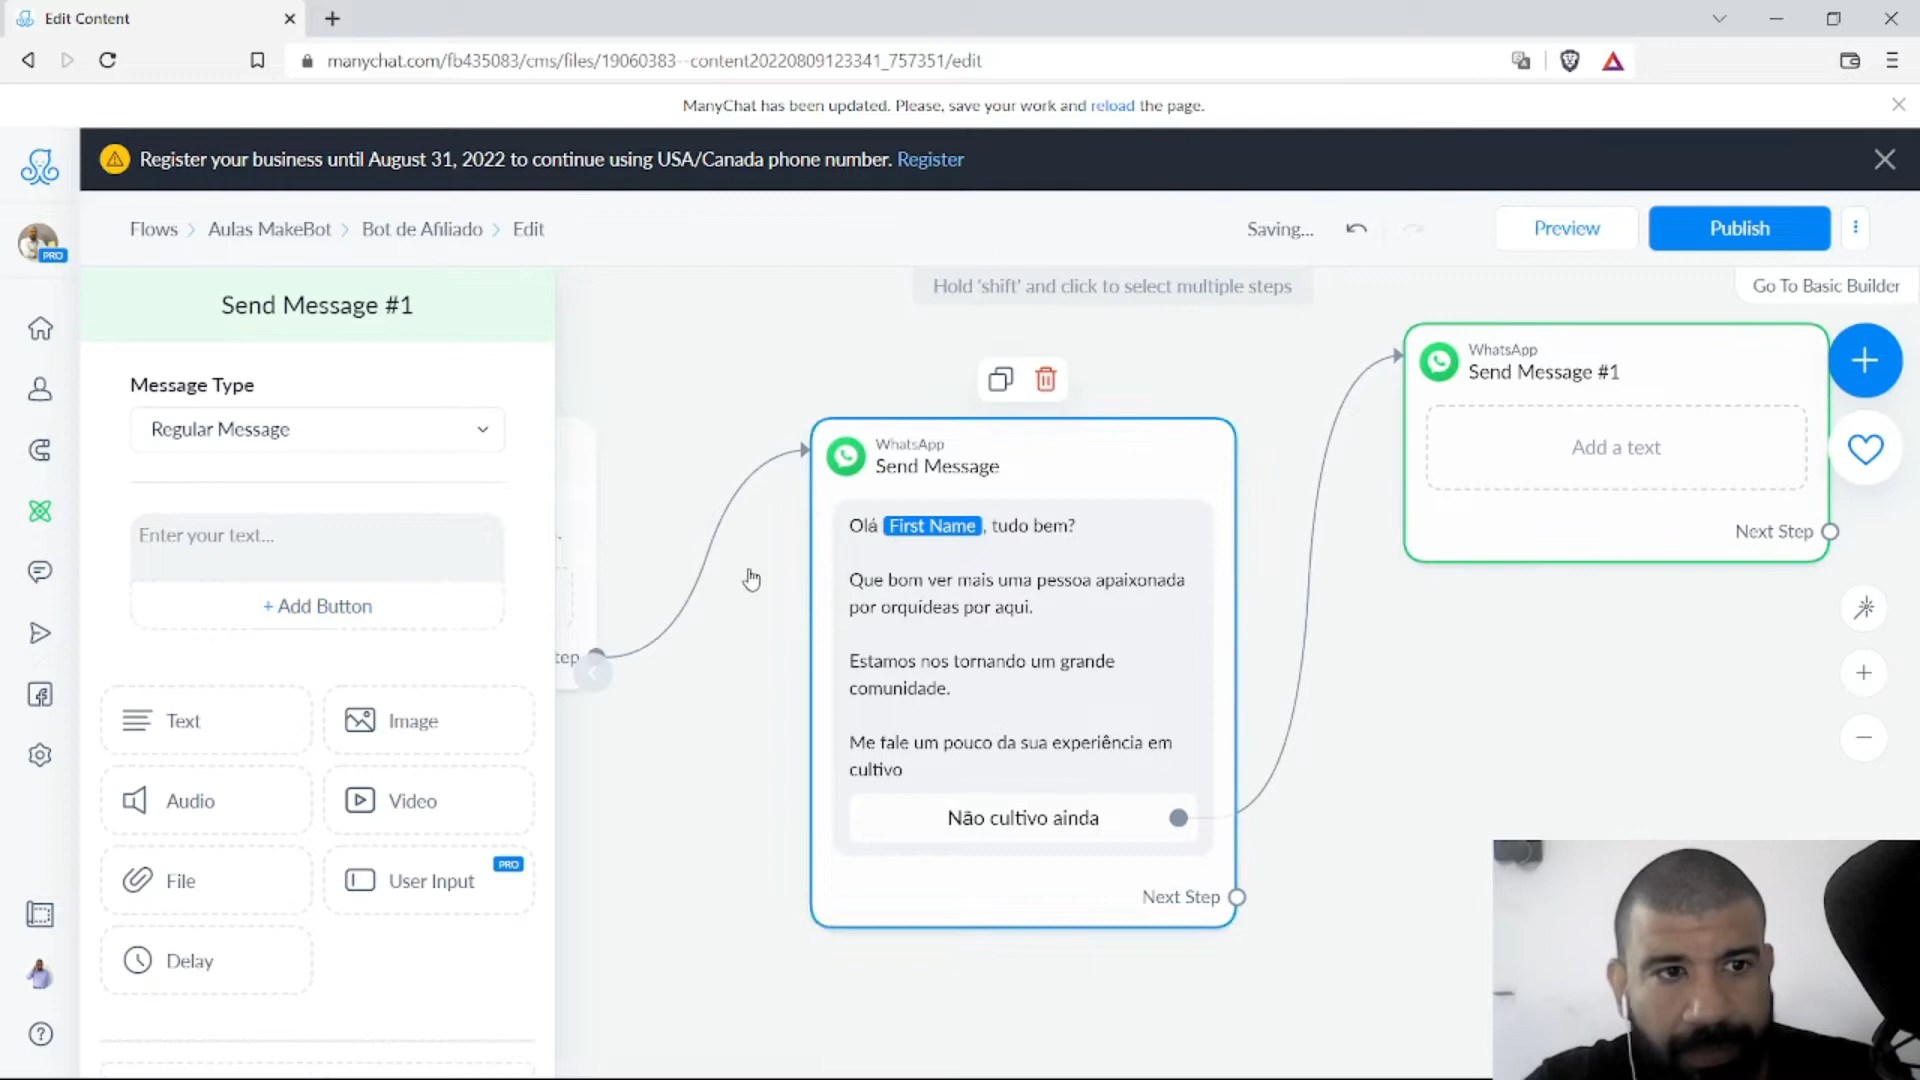 Edit Content
manychat.com/fb435083/cms/files/19060383--content20220809123341_757351/edit
ManyChat has been updated. Please, save your work and reload the page.
Register your business until August 31, 2022 to continue using USA/Canada phone number. Register
PRO
Flows > Aulas MakeBot > Bot de Afiliado > Edit
Saving...
Preview
Publish
Hold 'shift' and click to select multiple steps
Go To Basic Builder
Send Message #1
Message Type
Regular Message
Enter your text...
+ Add Button
Text
Image
Audio
Video
File
User Input
PRO
Delay
tep
WhatsApp
Send Message
Olá First Name, tudo bem?
Que bom ver mais uma pessoa apaixonada
por orquídeas por aqui.
Estamos nos tornando um grande
comunidade.
Me fale um pouco da sua experiência em
cultivo
Não cultivo ainda
Next Step
WhatsApp
Send Message #1
Add a text
Next Step